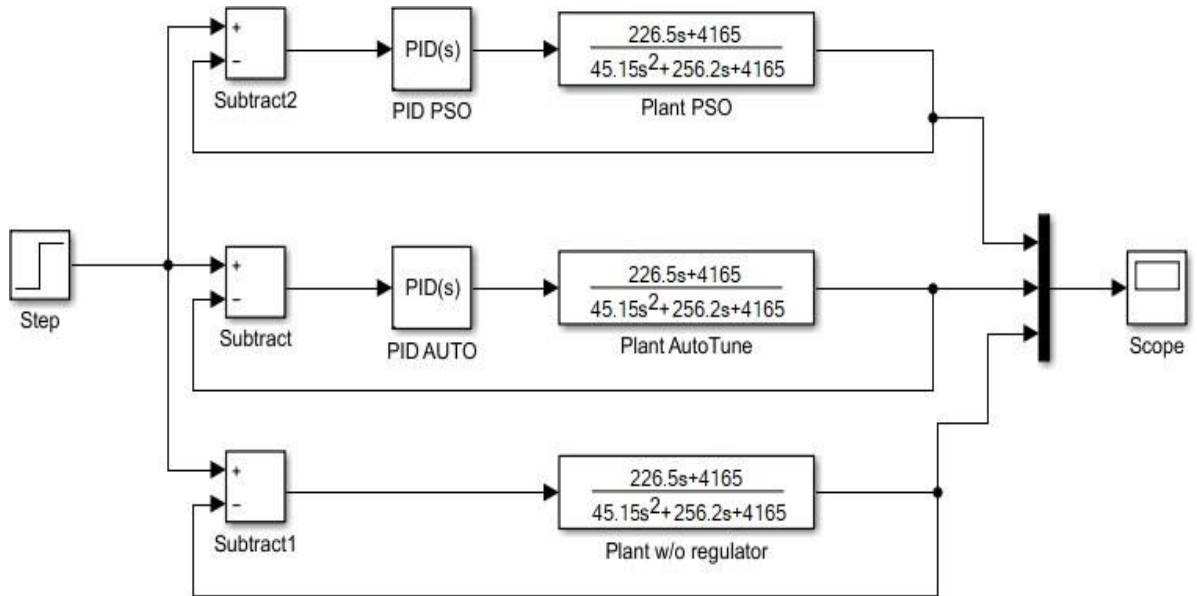 +
−
Subtract2
PID(s)
PID PSO
226.5s+4165
45.15s²+256.2s+4165
Plant PSO
Step
+
−
Subtract
PID(s)
PID AUTO
226.5s+4165
45.15s²+256.2s+4165
Plant AutoTune
Scope
+
−
Subtract1
226.5s+4165
45.15s²+256.2s+4165
Plant w/o regulator